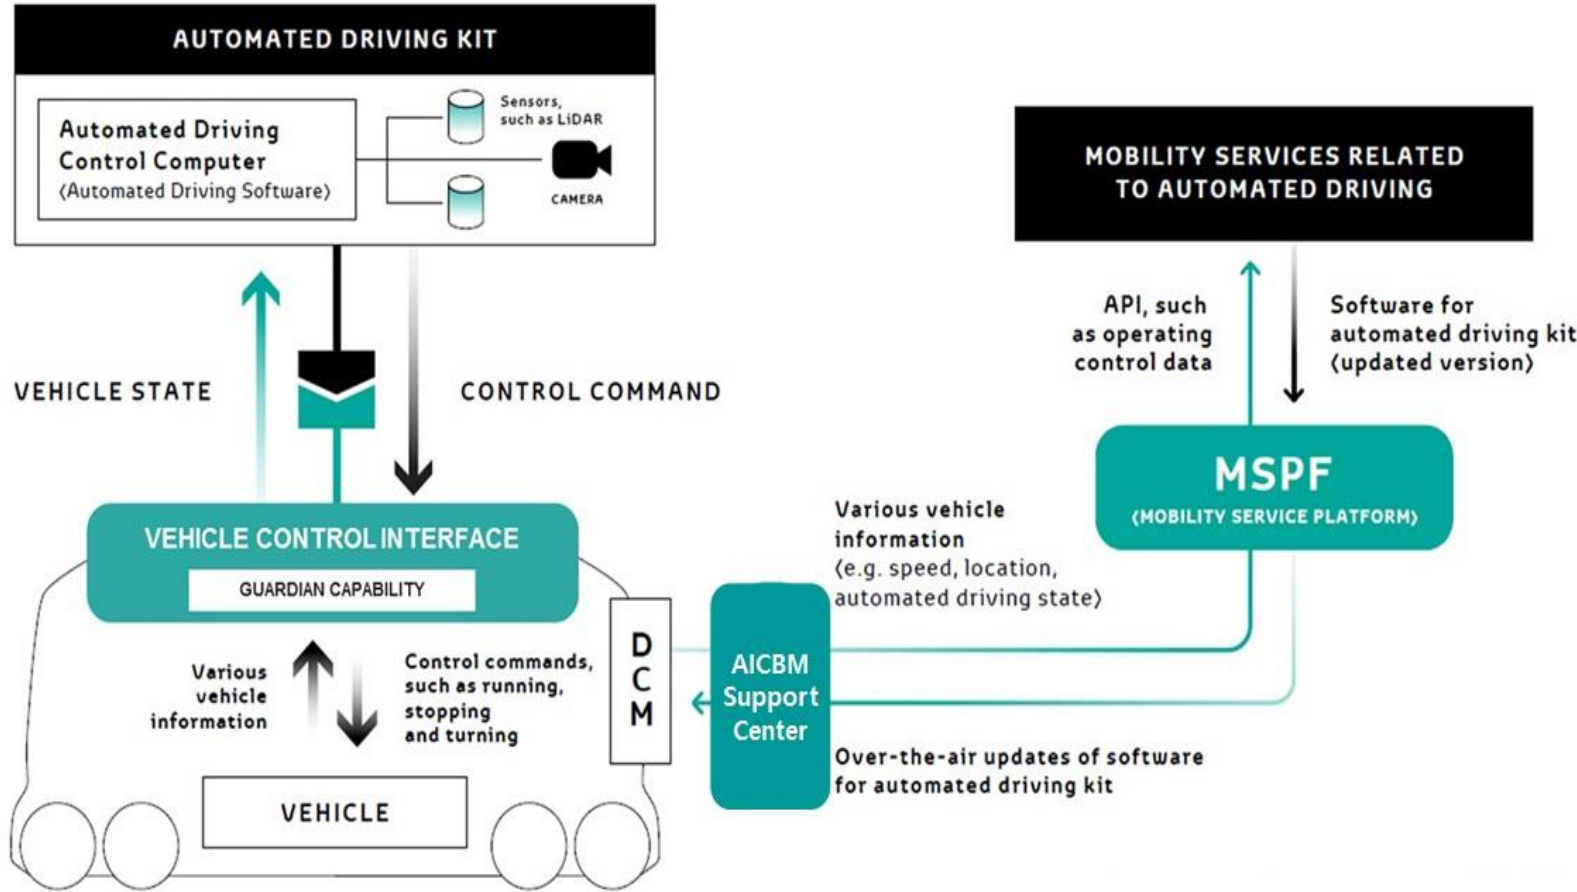 AUTOMATED DRIVING KIT
Automated Driving
Control Computer
〈Automated Driving Software〉
Sensors,
such as LiDAR
CAMERA
VEHICLE STATE
CONTROL COMMAND
VEHICLE CONTROL INTERFACE
GUARDIAN CAPABILITY
Various
vehicle
information
Control commands,
such as running,
stopping
and turning
VEHICLE
D
C
M
AICBM
Support
Center
Various vehicle
information
〈e.g. speed, location,
automated driving state〉
Over-the-air updates of software
for automated driving kit
MOBILITY SERVICES RELATED
TO AUTOMATED DRIVING
API, such
as operating
control data
Software for
automated driving kit
〈updated version〉
MSPF
〈MOBILITY SERVICE PLATFORM〉